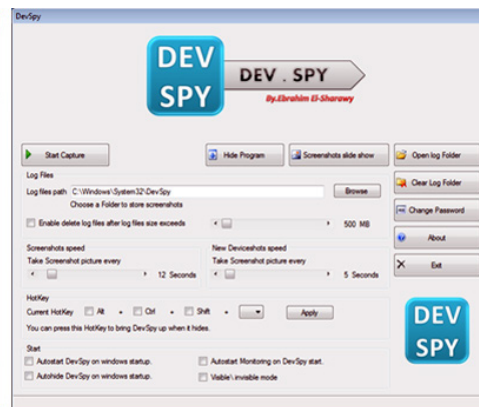 DevSpy
DEV
SPY
DEV . SPY
By.Ebrahim El-Sharawy
Start Capture
Hide Program
Screenshots slide show
Open log Folder
Log Files
Log files path C:\Windows\System32\DevSpy
Browse
Clear Log Folder
Choose a Folder to store screenshots
Change Password
Enable delete log files after log files size exceeds
500 MB
About
Screenshots speed
New Deviceshots speed
Take Screenshot picture every
Take Screenshot picture every
Exit
12 Seconds
5 Seconds
HotKey
Current HotKey Alt + Ctrl + Shift +
Apply
You can press this HotKey to bring DevSpy up when it hides.
DEV
SPY
Start
Autostart DevSpy on windows startup.
Autostart Monitoring on DevSpy start.
Autohide DevSpy on windows startup.
Visible\ invisible mode